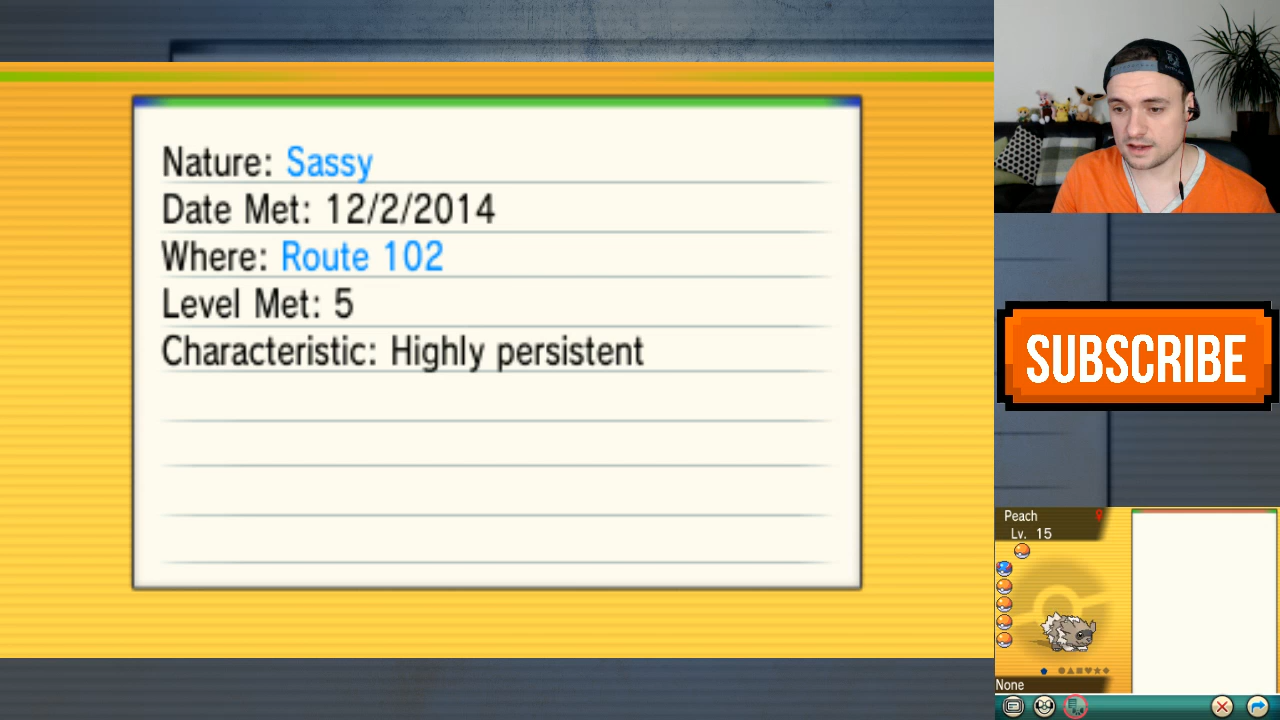 Nature: Sassy
Date Met: 12/2/2014
Where: Route 102
Level Met: 5
Characteristic: Highly persistent
SUBSCRIBE
Peach
Lv. 15
None